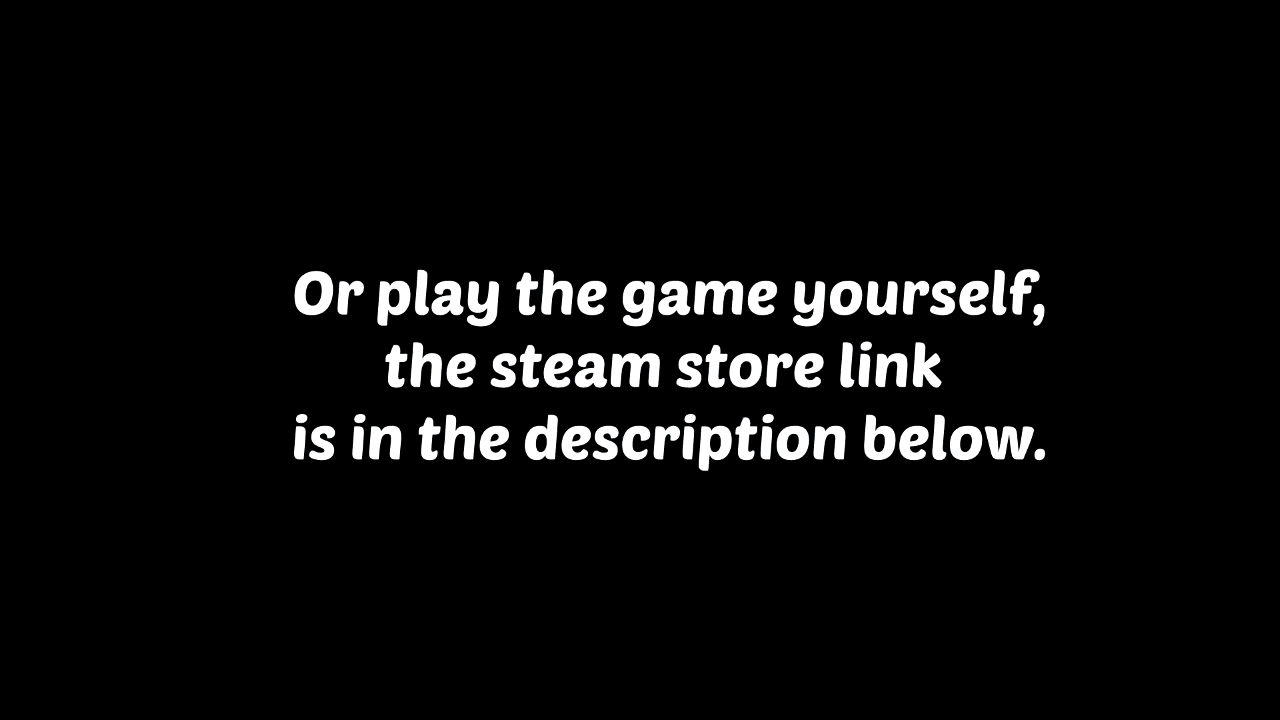 Or play the game yourself,
the steam store link
is in the description below.